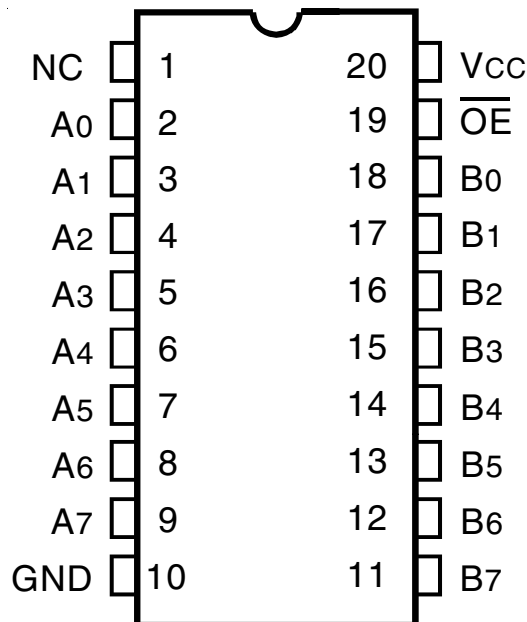 NC 1 20 VCC
A0 2 19 O̅E̅
A1 3 18 B0
A2 4 17 B1
A3 5 16 B2
A4 6 15 B3
A5 7 14 B4
A6 8 13 B5
A7 9 12 B6
GND 10 11 B7